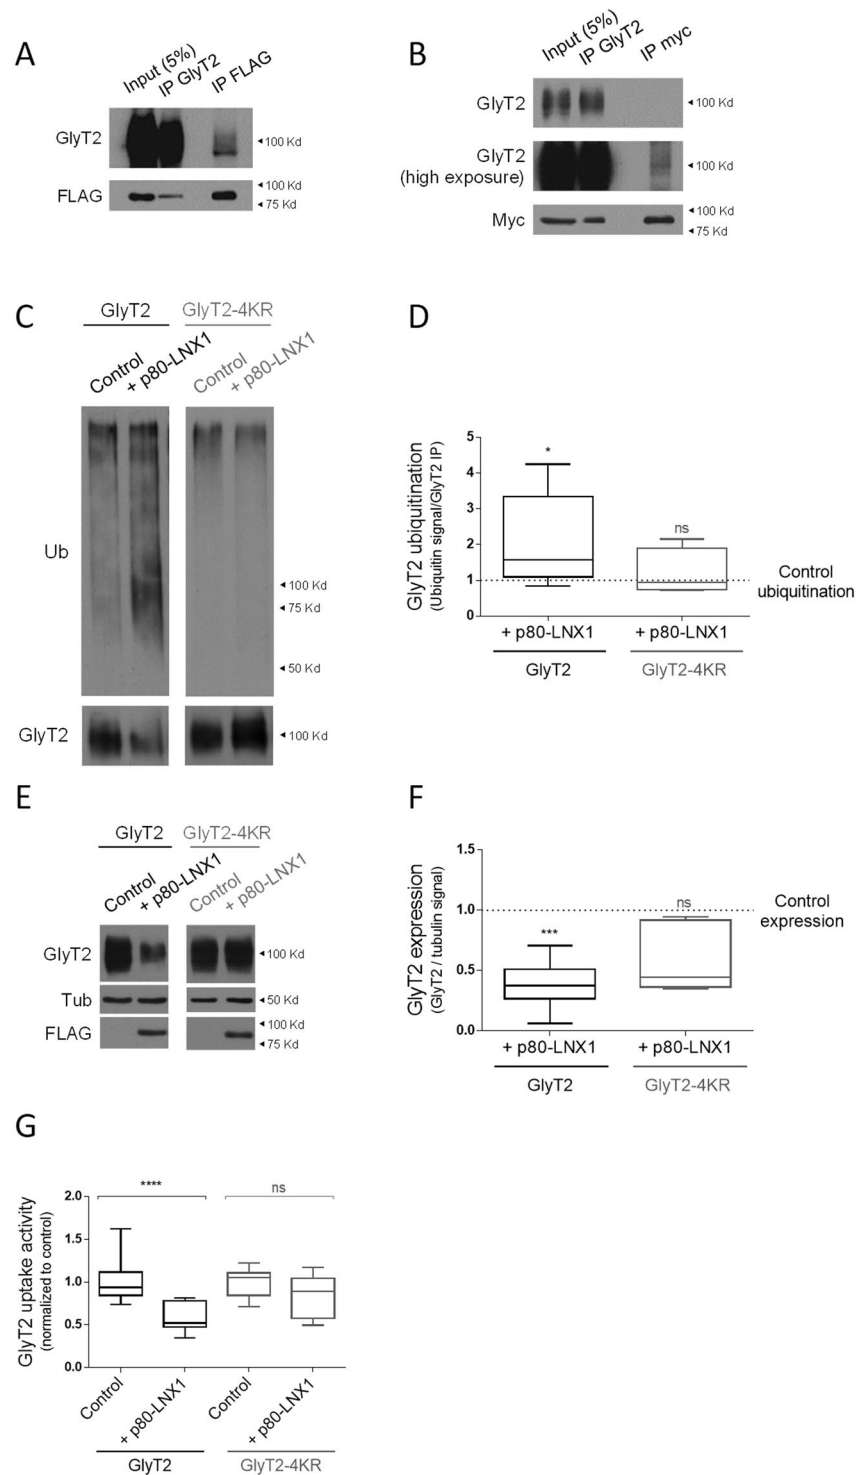 A
Input (5%)
IP GlyT2
IP FLAG
GlyT2
◄ 100 Kd
FLAG
◄ 100 Kd
◄ 75 Kd
B
Input (5%)
IP GlyT2
IP myc
GlyT2
◄ 100 Kd
GlyT2
(high exposure)
◄ 100 Kd
Myc
◄ 100 Kd
◄ 75 Kd
C
GlyT2
GlyT2-4KR
Control
+ p80-LNX1
Control
+ p80-LNX1
Ub
◄ 100 Kd
◄ 75 Kd
◄ 50 Kd
GlyT2
◄ 100 Kd
D
GlyT2 ubiquitination
(Ubiquitin signal/GlyT2 IP)
5
4
3
2
1
0
*
ns
Control
ubiquitination
+ p80-LNX1
+ p80-LNX1
GlyT2
GlyT2-4KR
E
GlyT2
GlyT2-4KR
Control
+ p80-LNX1
Control
+ p80-LNX1
GlyT2
◄ 100 Kd
Tub
◄ 50 Kd
FLAG
◄ 100 Kd
◄ 75 Kd
F
GlyT2 expression
(GlyT2 / tubulin signal)
1.5
1.0
0.5
0.0
***
ns
Control
expression
+ p80-LNX1
+ p80-LNX1
GlyT2
GlyT2-4KR
G
GlyT2 uptake activity
(normalized to control)
2.0
1.5
1.0
0.5
0.0
****
ns
Control
+ p80-LNX1
Control
+ p80-LNX1
GlyT2
GlyT2-4KR